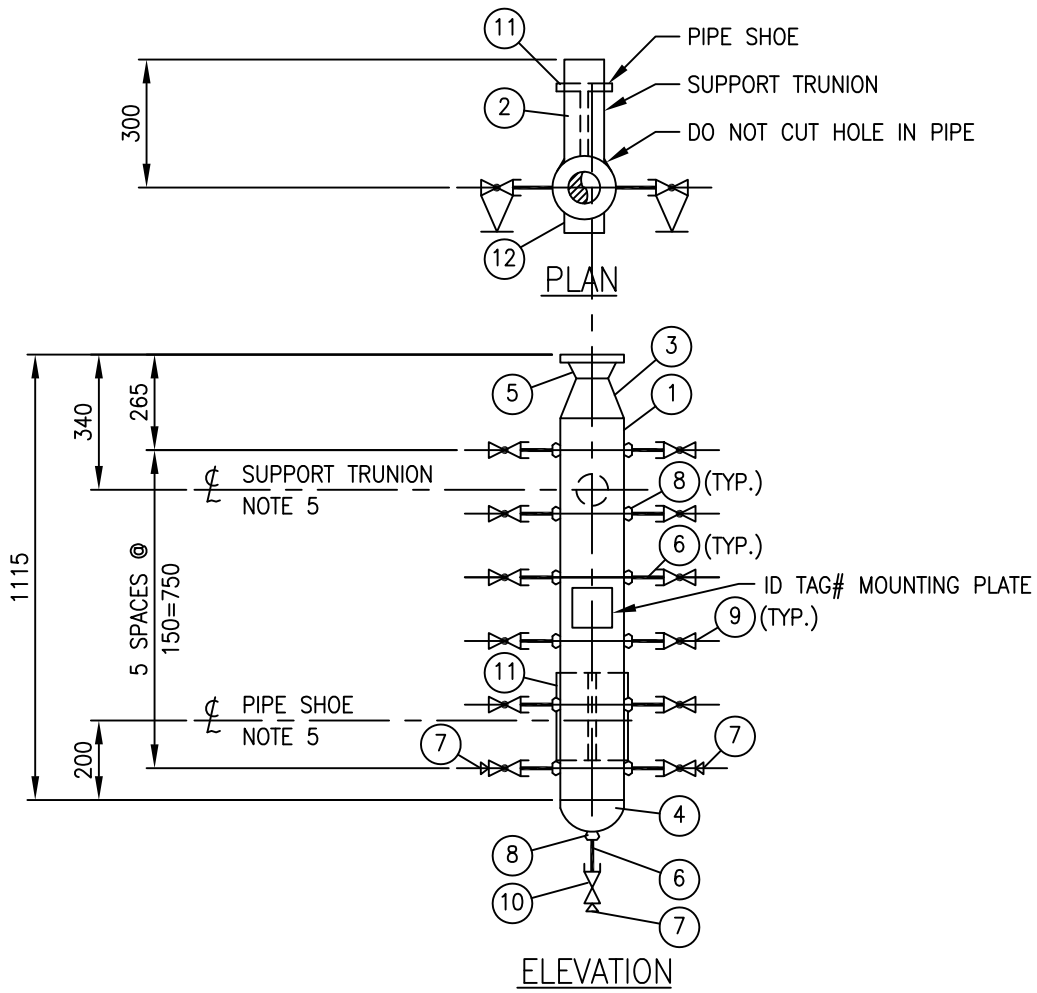 11
PIPE SHOE
SUPPORT TRUNION
2
DO NOT CUT HOLE IN PIPE
300
12
PLAN
3
5
1
265
340
℄ SUPPORT TRUNION
NOTE 5
8 (TYP.)
6 (TYP.)
1115
5 SPACES @
150=750
ID TAG# MOUNTING PLATE
9 (TYP.)
11
℄ PIPE SHOE
NOTE 5
7
7
200
4
8
6
10
7
ELEVATION